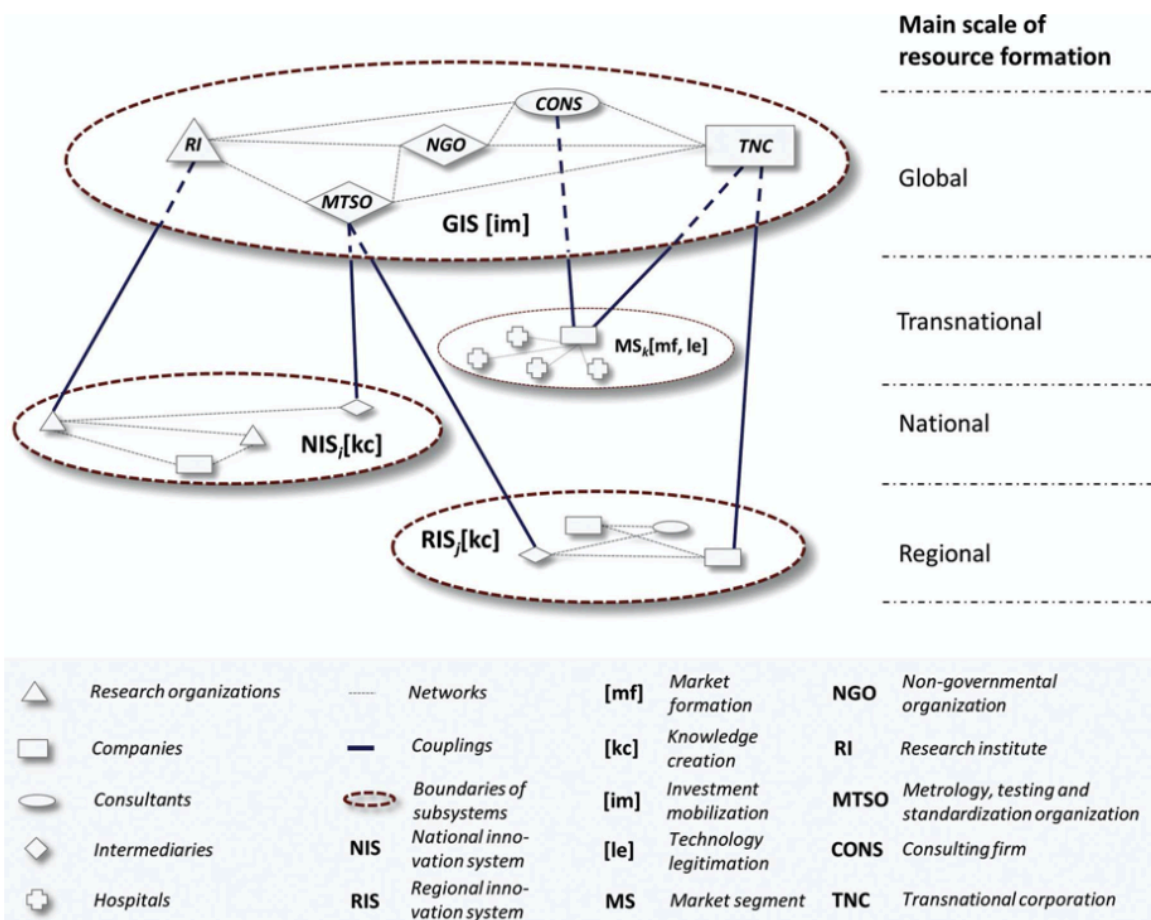 Main scale of
resource formation
CONS
RI
NGO
TNC
MTSO
GIS [im]
Global
Transnational
MSk[mf, le]
National
NISi[kc]
RISj[kc]
Regional
Research organizations
Networks
[mf]
Market
formation
NGO
Non-governmental
organization
Companies
Couplings
[kc]
Knowledge
creation
RI
Research institute
Consultants
Boundaries of
subsystems
[im]
Investment
mobilization
MTSO
Metrology, testing and
standardization organization
Intermediaries
NIS
National inno-
vation system
[le]
Technology
legitimation
CONS
Consulting firm
Hospitals
RIS
Regional inno-
vation system
MS
Market segment
TNC
Transnational corporation